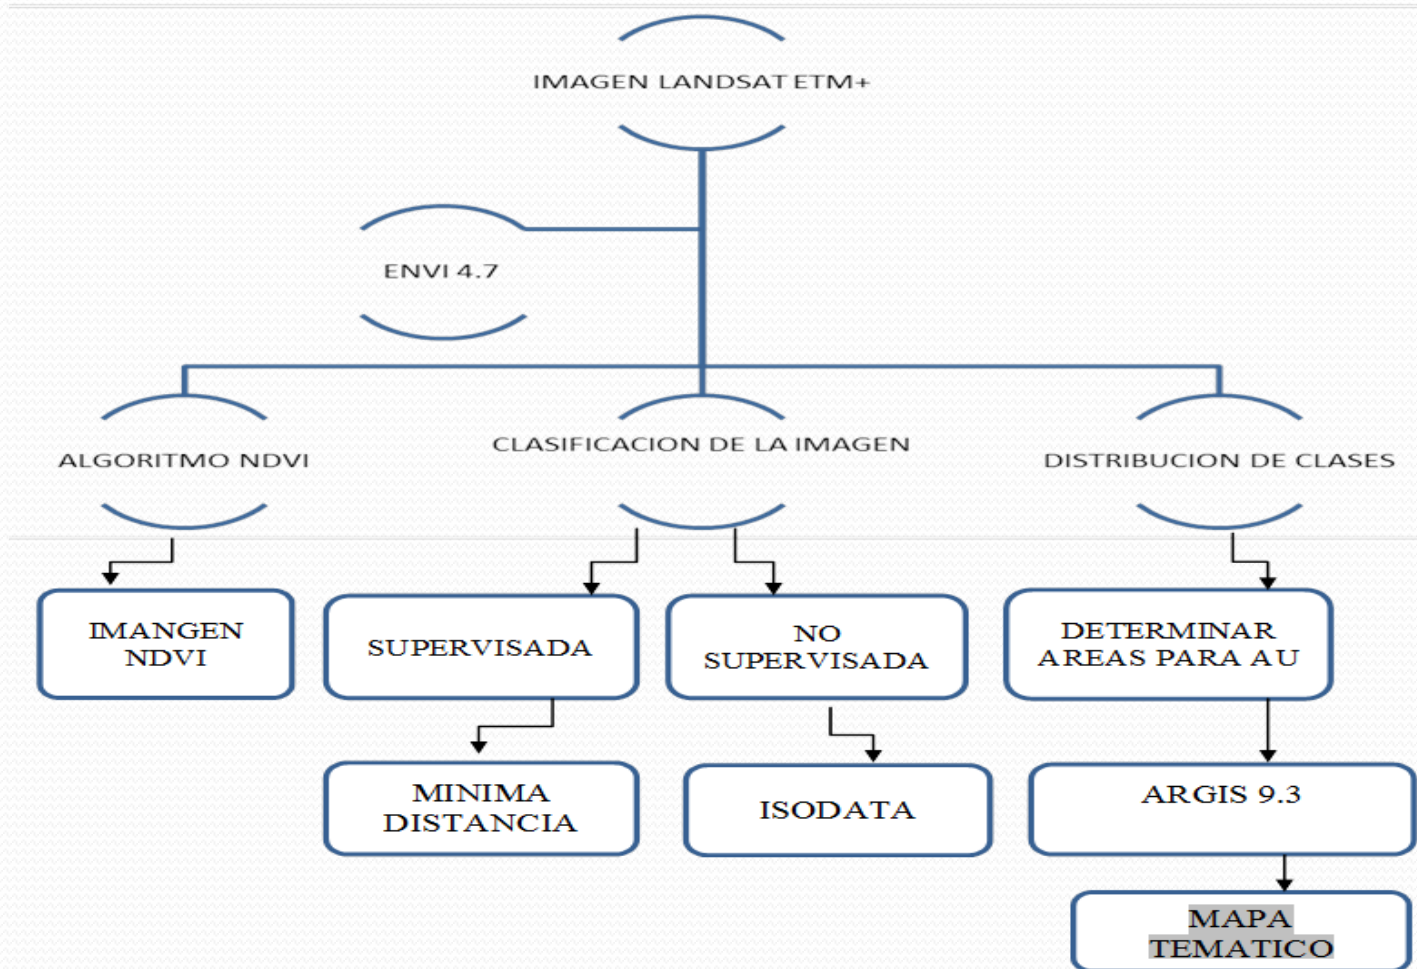 IMAGEN LANDSAT ETM+
ENVI 4.7
ALGORITMO NDVI
CLASIFICACION DE LA IMAGEN
DISTRIBUCION DE CLASES
IMANGEN
NDVI
SUPERVISADA
NO
SUPERVISADA
DETERMINAR
AREAS PARA AU
MINIMA
DISTANCIA
ISODATA
ARGIS 9.3
MAPA
TEMATICO